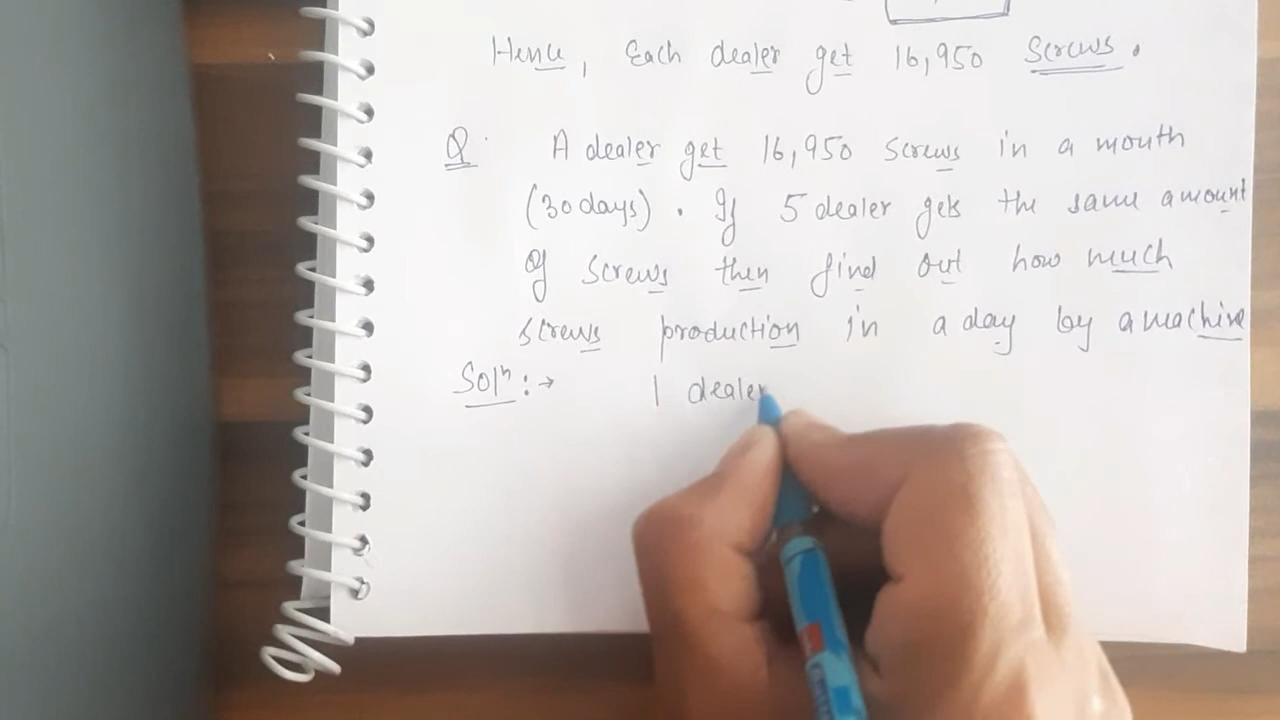 Hence, Each dealer get 16,950 Screws.
Q. A dealer get 16,950 screws in a mouth
(30 days). If 5 dealer gets the same amount
of screws then find out how much
screws production in a day by a machine
Solⁿ :→ 1 dealer